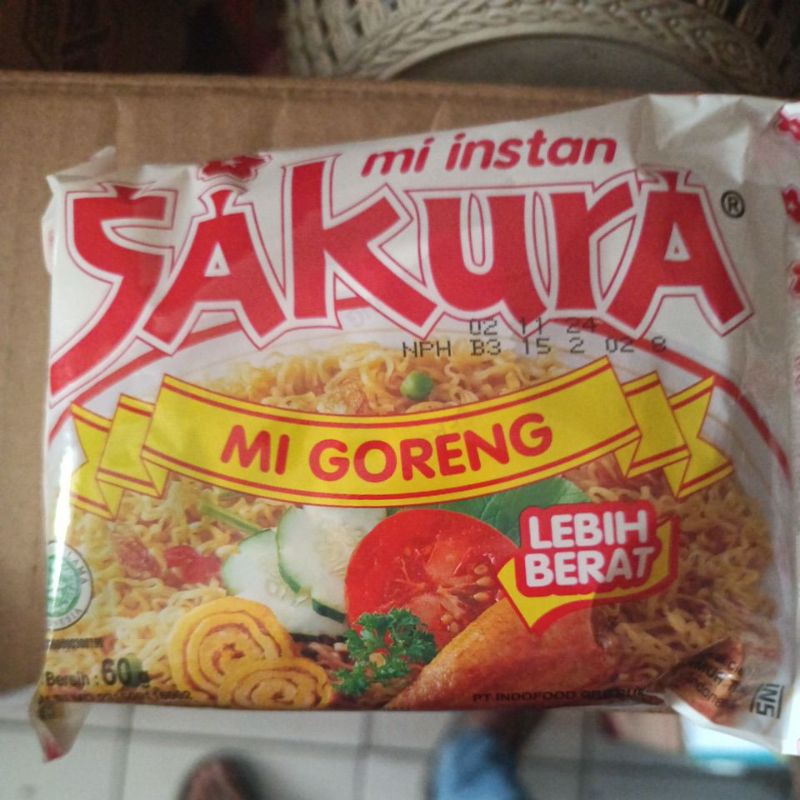 mi instan
SAkurA®
02 11 24
NPH B3 15 2 02 8
MI GORENG
LEBIH
BERAT
60 g
PT INDOFOOD